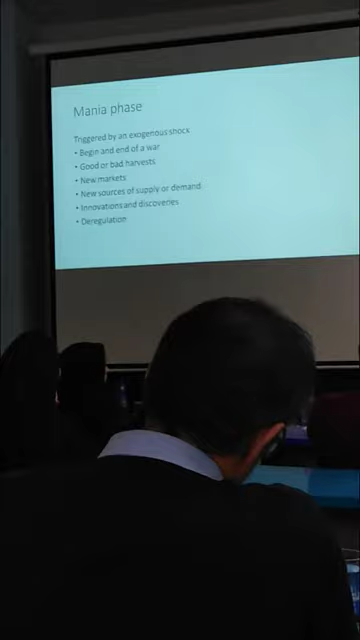 Mania phase
Triggered by an exogenous shock
• Begin and end of a war
• Good or bad harvests
• New markets
• New sources of supply or demand
• Innovations and discoveries
• Deregulation